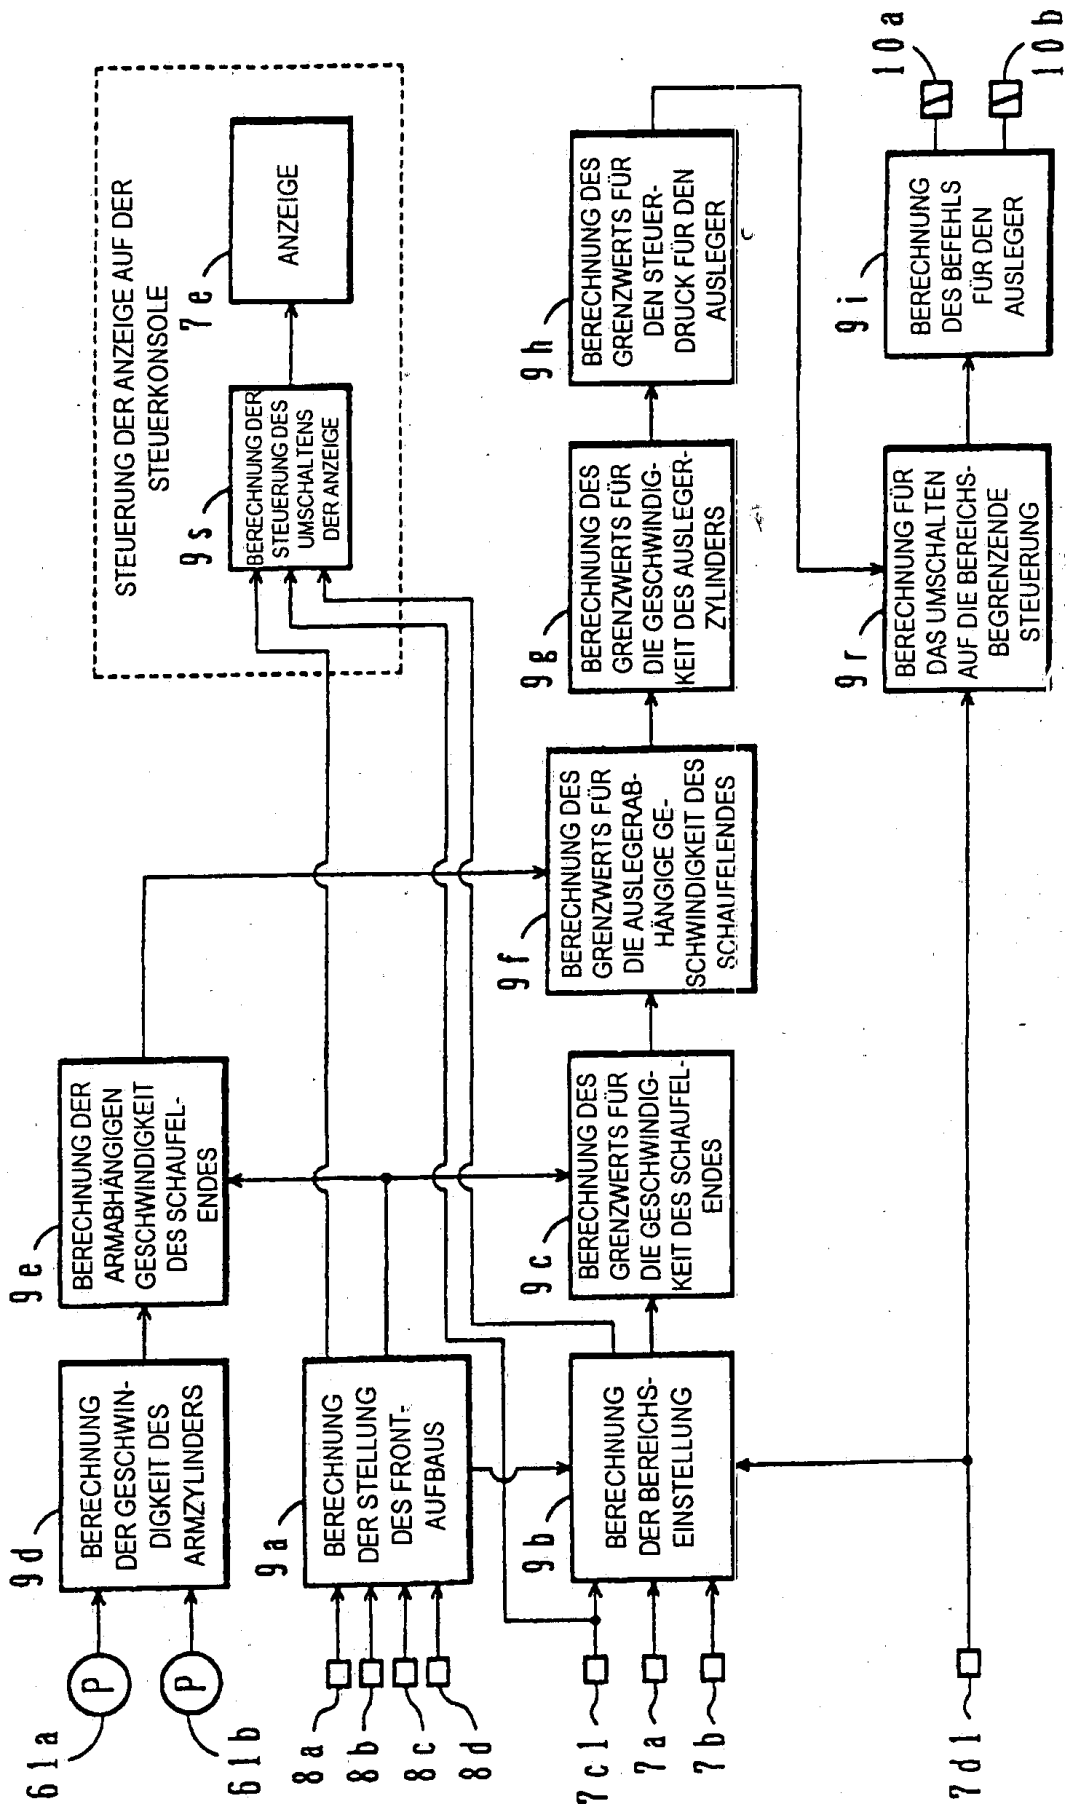 STEUERUNG DER ANZEIGE AUF DER
STEUERKONSOLE
9s
BERECHNUNG DER
STEUERUNG DES
UMSCHALTENS
DER ANZEIGE
7e
ANZEIGE
61a
P
61b
P
9d
BERECHNUNG
DER GESCHWIN-
DIGKEIT DES
ARMZYLINDERS
9e
BERECHNUNG DER
ARMABHÄNGIGEN
GESCHWINDIGKEIT
DES SCHAUFEL-
ENDES
8a
8b
8c
8d
9a
BERECHNUNG
DER STELLUNG
DES FRONT-
AUFBAUS
7c1
7a
7b
9b
BERECHNUNG
DER BEREICHS-
EINSTELLUNG
9c
BERECHNUNG DES
GRENZWERTS FÜR
DIE GESCHWINDIG-
KEIT DES SCHAUFEL-
ENDES
9f
BERECHNUNG DES
GRENZWERTS FÜR
DIE AUSLEGERAB-
HÄNGIGE GE-
SCHWINDIGKEIT DES
SCHAUFELENDES
9g
BERECHNUNG DES
GRENZWERTS FÜR
DIE GESCHWINDIG-
KEIT DES AUSLEGER-
ZYLINDERS
9h
BERECHNUNG DES
GRENZWERTS FÜR
DEN STEUER-
DRUCK FÜR DEN
AUSLEGER
7d1
9r
BERECHNUNG FÜR
DAS UMSCHALTEN
AUF DIE BEREICHS-
BEGRENZENDE
STEUERUNG
9i
BERECHNUNG
DES BEFEHLS
FÜR DEN
AUSLEGER
10a
10b